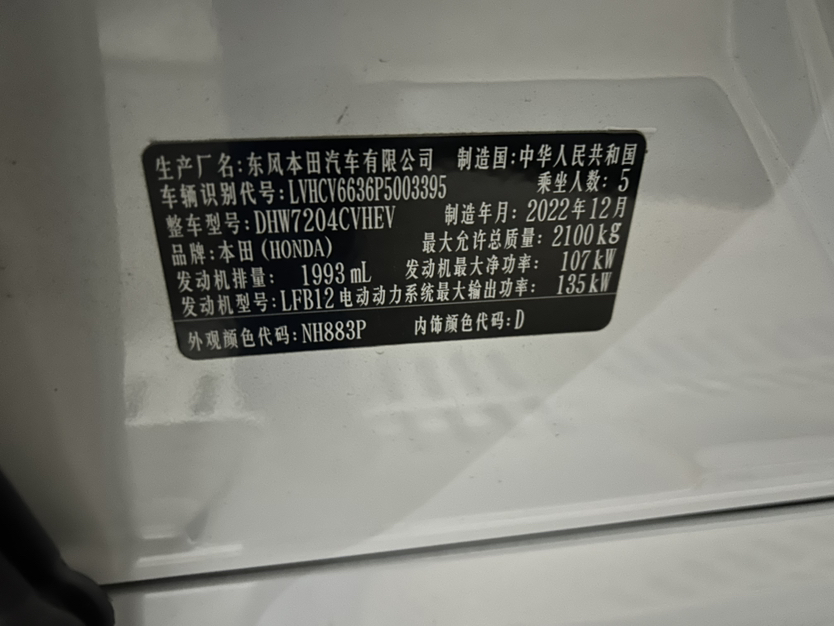 生产厂名:东风本田汽车有限公司 制造国:中华人民共和国
车辆识别代号:LVHCV6636P5003395 乘坐人数:5
整车型号:DHW7204CVHEV 制造年月:2022年12月
品牌:本田(HONDA) 最大允许总质量:2100kg
发动机排量: 1993mL 发动机最大净功率: 107kW
发动机型号:LFB12 电动动力系统最大输出功率: 135kW
外观颜色代码:NH883P 内饰颜色代码:D